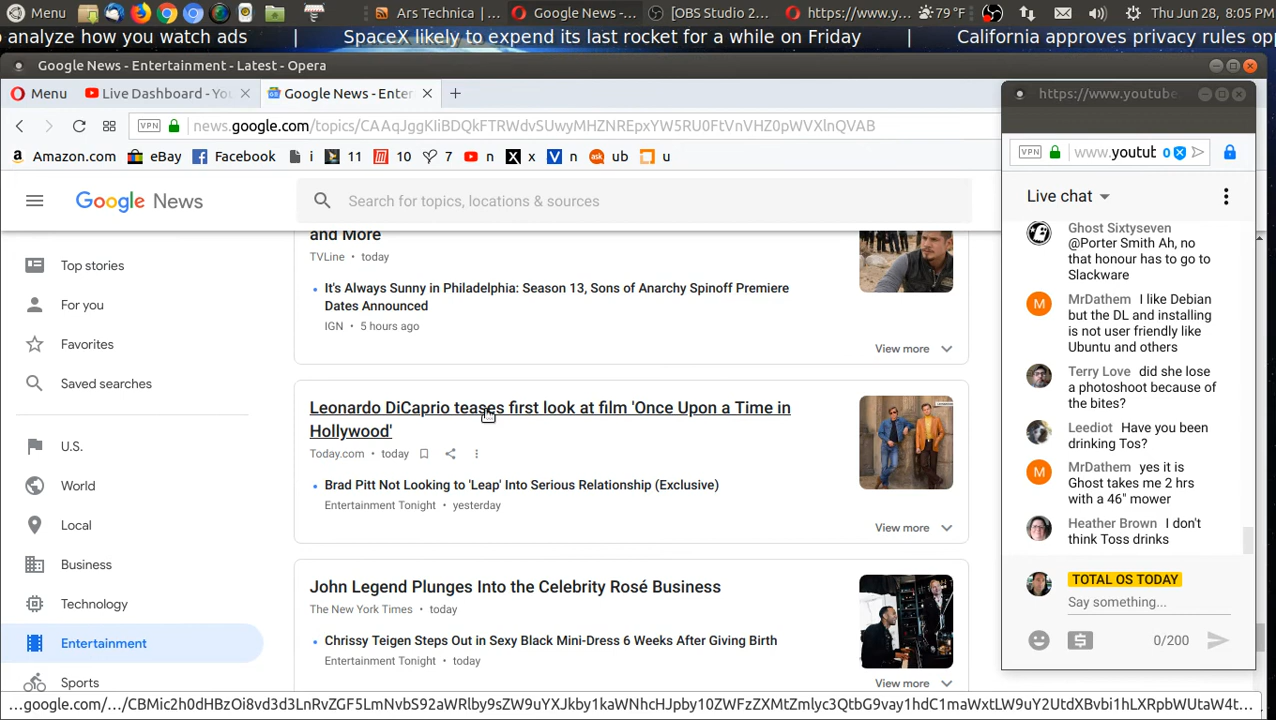 Menu
Ars Technica | ...
Google News -...
[OBS Studio 2...
https://www.y...
79 °F
Thu Jun 28, 8:05 PM
o analyze how you watch ads | SpaceX likely to expend its last rocket for a while on Friday | California approves privacy rules op
Google News - Entertainment - Latest - Opera
Menu
Live Dashboard - You
Google News - Enter
VPN
news.google.com/topics/CAAqJggKIiBDQkFTRWdvSUwyMHZNREpxYW5RU0FtVnVHZ0pWVXlnQVAB
Amazon.com
eBay
Facebook
i
11
10
7
n
x
n
ub
u
Google News
Search for topics, locations & sources
Top stories
For you
Favorites
Saved searches
U.S.
World
Local
Business
Technology
Entertainment
Sports
and More
TVLine • today
It's Always Sunny in Philadelphia: Season 13, Sons of Anarchy Spinoff Premiere
Dates Announced
IGN • 5 hours ago
View more
Leonardo DiCaprio teases first look at film 'Once Upon a Time in
Hollywood'
Today.com • today
Brad Pitt Not Looking to 'Leap' Into Serious Relationship (Exclusive)
Entertainment Tonight • yesterday
View more
John Legend Plunges Into the Celebrity Rosé Business
The New York Times • today
Chrissy Teigen Steps Out in Sexy Black Mini-Dress 6 Weeks After Giving Birth
Entertainment Tonight • today
View more
https://www.youtube
VPN
www.youtub
0
Live chat
Ghost Sixtyseven
@Porter Smith Ah, no
that honour has to go to
Slackware
MrDathem I like Debian
but the DL and installing
is not user friendly like
Ubuntu and others
Terry Love did she lose
a photoshoot because of
the bites?
Leediot Have you been
drinking Tos?
MrDathem yes it is
Ghost takes me 2 hrs
with a 46" mower
Heather Brown I don't
think Toss drinks
TOTAL OS TODAY
Say something...
0/200